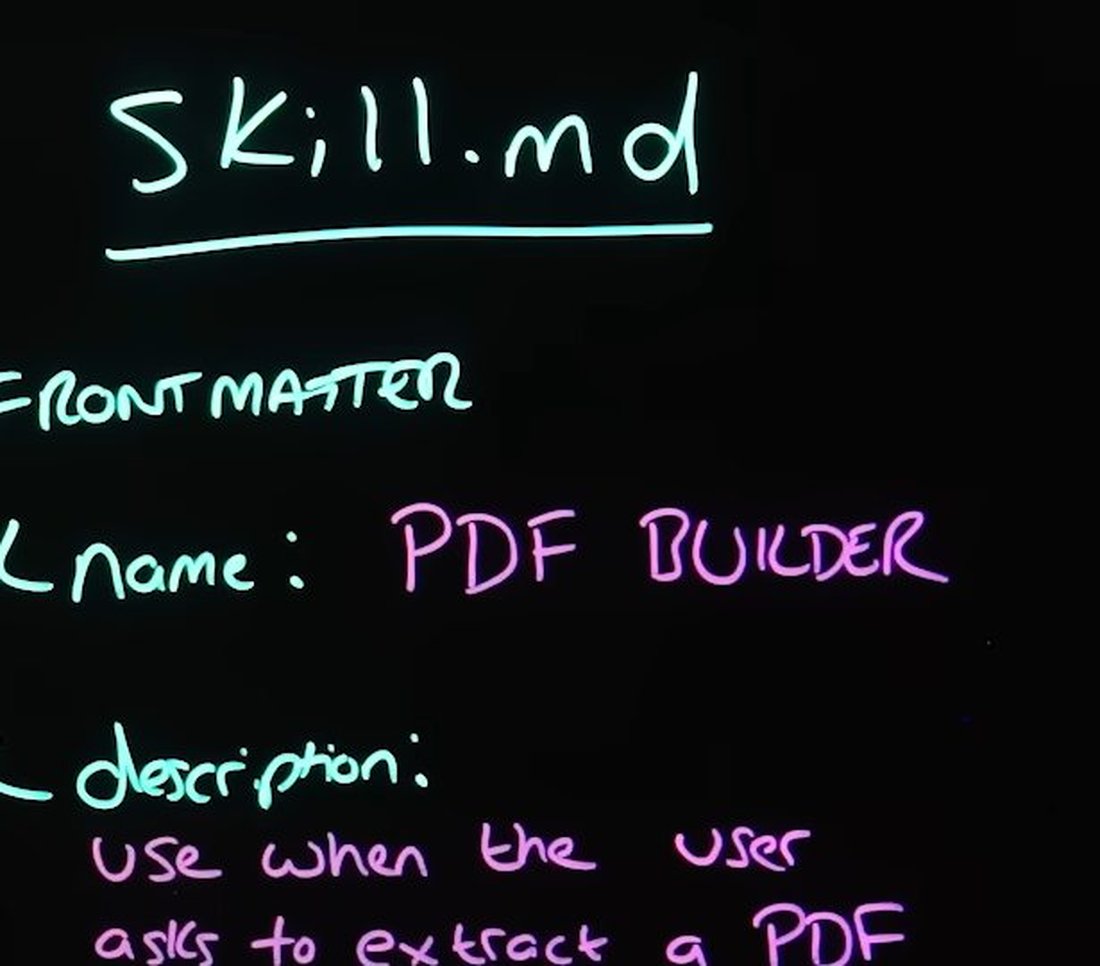 Skill.md
FRONTMATTER
name: PDF BUILDER
description:
use when the user
asks to extract a PDF